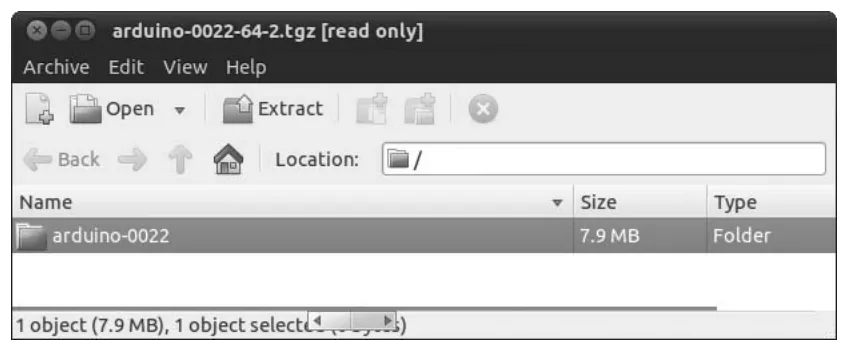 arduino-0022-64-2.tgz [read only]
Archive Edit View Help
Open Extract
Back Location: /
Name Size Type
arduino-0022 7.9 MB Folder
1 object (7.9 MB), 1 object